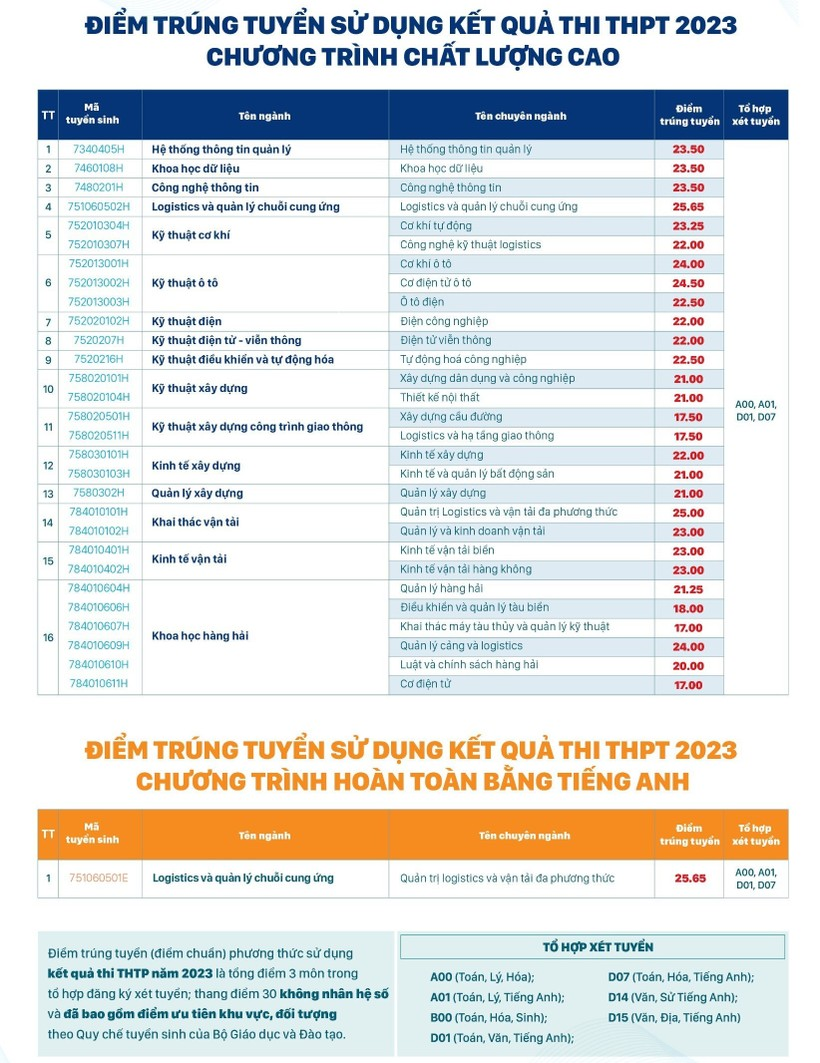 ĐIỂM TRÚNG TUYỂN SỬ DỤNG KẾT QUẢ THI THPT 2023
CHƯƠNG TRÌNH CHẤT LƯỢNG CAO
TT Mã tuyển sinh Tên ngành Tên chuyên ngành Điểm trúng tuyển Tổ hợp xét tuyển
1 7340405H Hệ thống thông tin quản lý Hệ thống thông tin quản lý 23.50
2 7460108H Khoa học dữ liệu Khoa học dữ liệu 23.50
3 7480201H Công nghệ thông tin Công nghệ thông tin 23.50
4 751060502H Logistics và quản lý chuỗi cung ứng Logistics và quản lý chuỗi cung ứng 25.65
5 752010304H Kỹ thuật cơ khí Cơ khí tự động 23.25
752010307H Công nghệ kỹ thuật logistics 22.00
6 752013001H Kỹ thuật ô tô Cơ khí ô tô 24.00
752013002H Cơ điện tử ô tô 24.50
752013003H Ô tô điện 22.50
7 752020102H Kỹ thuật điện Điện công nghiệp 22.00
8 7520207H Kỹ thuật điện tử - viễn thông Điện tử viễn thông 22.00
9 7520216H Kỹ thuật điều khiển và tự động hóa Tự động hoá công nghiệp 22.50
10 758020101H Kỹ thuật xây dựng Xây dựng dân dụng và công nghiệp 21.00
758020104H Thiết kế nội thất 21.00
A00, A01,
D01, D07
11 758020501H Kỹ thuật xây dựng công trình giao thông Xây dựng cầu đường 17.50
758020511H Logistics và hạ tầng giao thông 17.50
12 758030101H Kinh tế xây dựng Kinh tế xây dựng 22.00
758030103H Kinh tế và quản lý bất động sản 21.00
13 7580302H Quản lý xây dựng Quản lý xây dựng 21.00
14 784010101H Khai thác vận tải Quản trị Logistics và vận tải đa phương thức 25.00
784010102H Quản lý và kinh doanh vận tải 23.00
15 784010401H Kinh tế vận tải Kinh tế vận tải biển 23.00
784010402H Kinh tế vận tải hàng không 23.00
16 784010604H Khoa học hàng hải Quản lý hàng hải 21.25
784010606H Điều khiển và quản lý tàu biển 18.00
784010607H Khai thác máy tàu thủy và quản lý kỹ thuật 17.00
784010609H Quản lý cảng và logistics 24.00
784010610H Luật và chính sách hàng hải 20.00
784010611H Cơ điện tử 17.00
ĐIỂM TRÚNG TUYỂN SỬ DỤNG KẾT QUẢ THI THPT 2023
CHƯƠNG TRÌNH HOÀN TOÀN BẰNG TIẾNG ANH
TT Mã tuyển sinh Tên ngành Tên chuyên ngành Điểm trúng tuyển Tổ hợp xét tuyển
1 751060501E Logistics và quản lý chuỗi cung ứng Quản trị logistics và vận tải đa phương thức 25.65 A00, A01, D01, D07
Điểm trúng tuyển (điểm chuẩn) phương thức sử dụng
kết quả thi THTP năm 2023 là tổng điểm 3 môn trong
tổ hợp đăng ký xét tuyển; thang điểm 30 không nhân hệ số
và đã bao gồm điểm ưu tiên khu vực, đối tượng
theo Quy chế tuyển sinh của Bộ Giáo dục và Đào tạo.
TỔ HỢP XÉT TUYỂN
A00 (Toán, Lý, Hóa);
A01 (Toán, Lý, Tiếng Anh);
B00 (Toán, Hóa, Sinh);
D01 (Toán, Văn, Tiếng Anh);
D07 (Toán, Hóa, Tiếng Anh);
D14 (Văn, Sử Tiếng Anh);
D15 (Văn, Địa, Tiếng Anh)